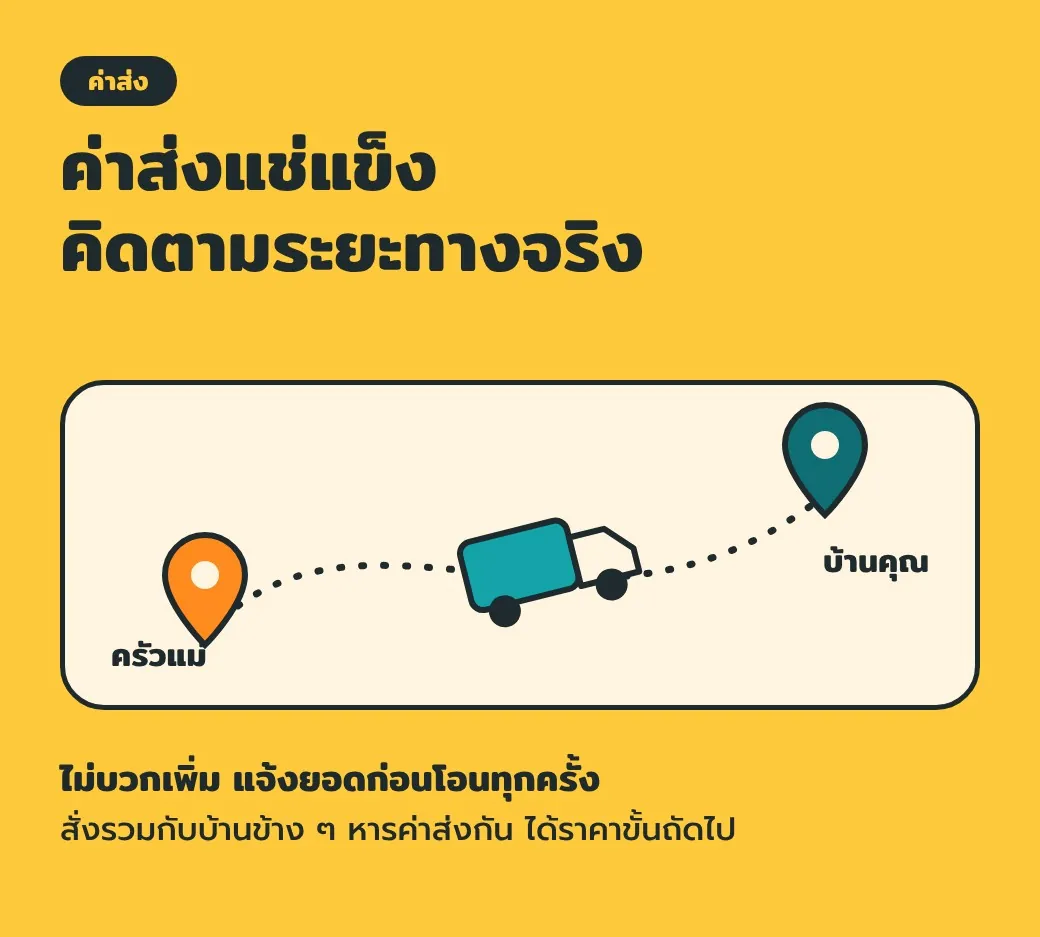 ค่าส่ง
ค่าส่งแช่แข็ง
คิดตามระยะทางจริง
บ้านคุณ
ครัวแม่
ไม่บวกเพิ่ม แจ้งยอดก่อนโอนทุกครั้ง
สั่งรวมกับบ้านข้าง ๆ หารค่าส่งกัน ได้ราคาขั้นถัดไป